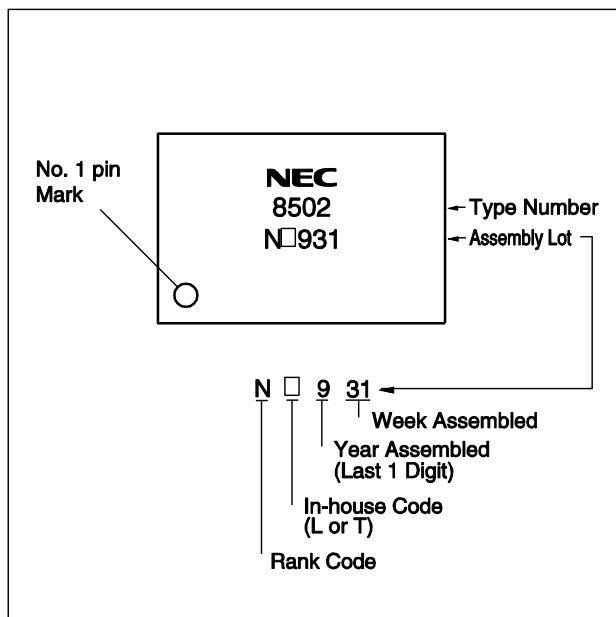 No. 1 pin
Mark
NEC
8502
N□931
Type Number
Assembly Lot
N □ 9 31
Week Assembled
Year Assembled
(Last 1 Digit)
In-house Code
(L or T)
Rank Code